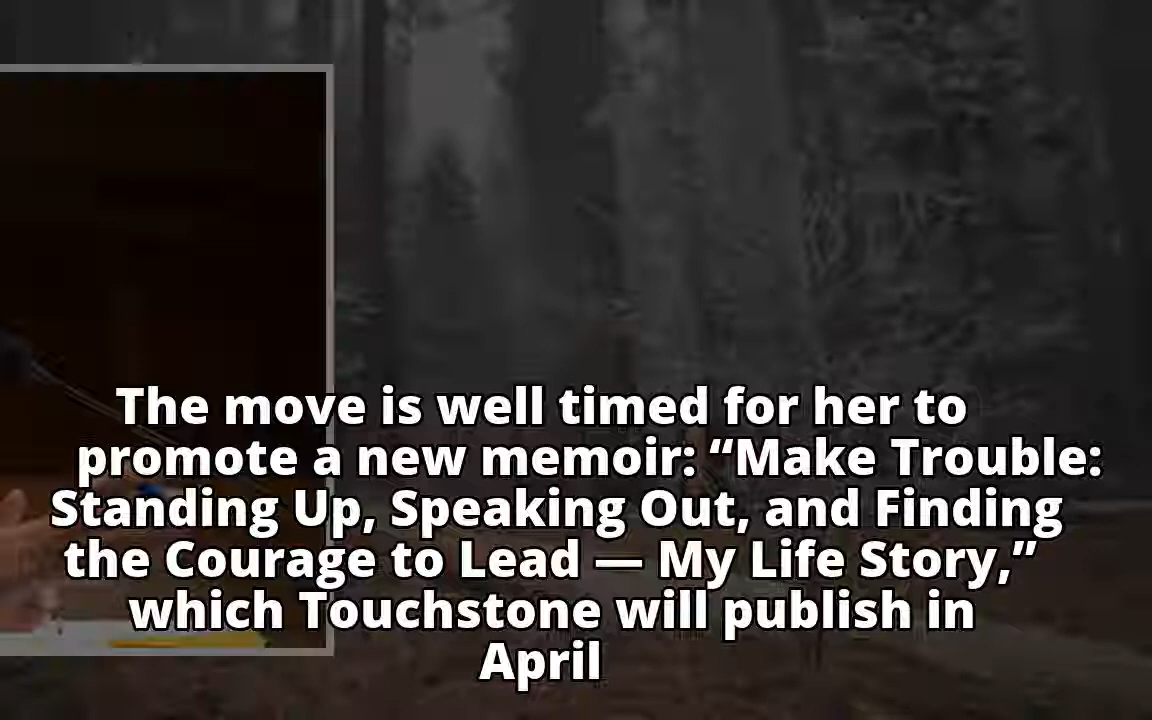 The move is well timed for her to
promote a new memoir: “Make Trouble:
Standing Up, Speaking Out, and Finding
the Courage to Lead — My Life Story,”
which Touchstone will publish in
April